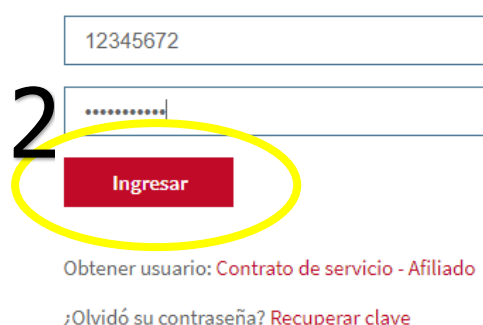 12345672
2
•••••••••••
Ingresar
Obtener usuario: Contrato de servicio - Afiliado
¿Olvidó su contraseña? Recuperar clave